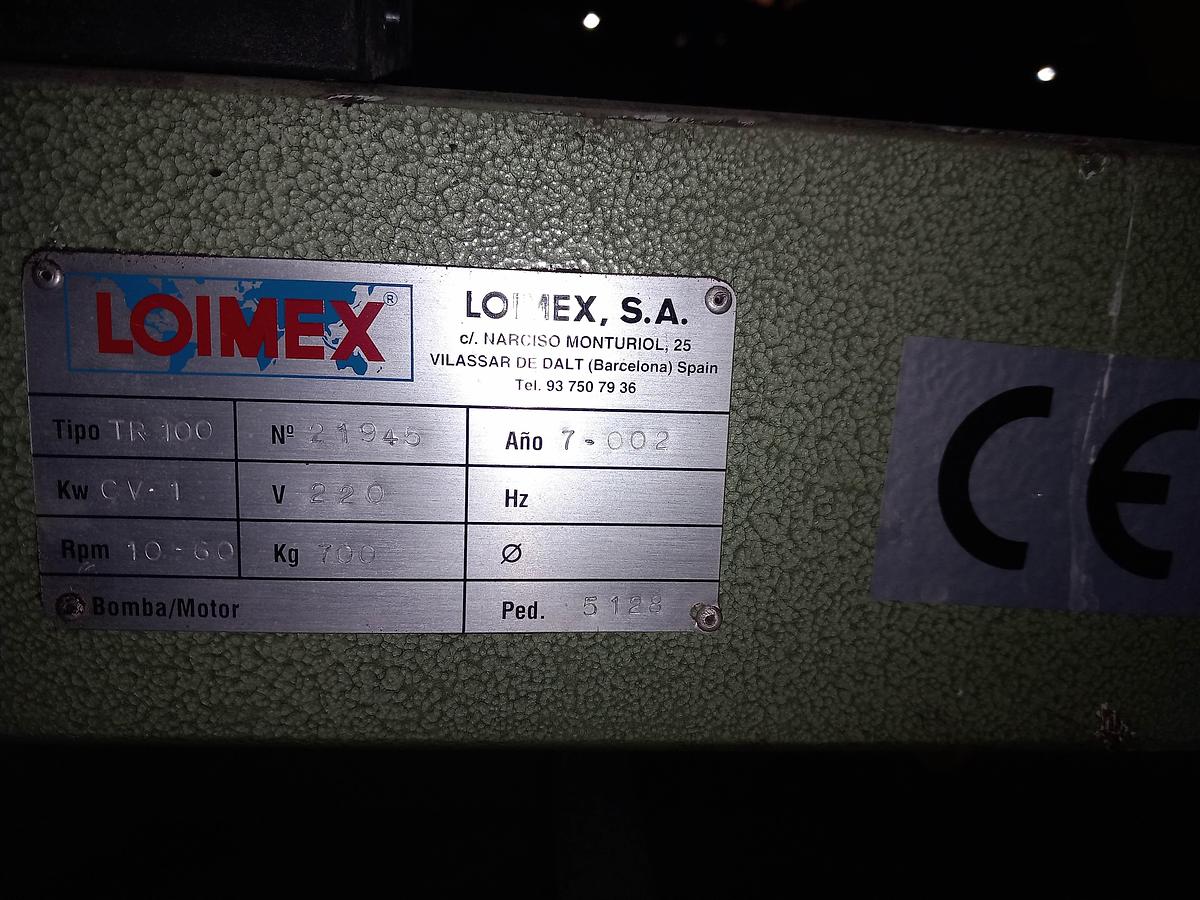 LOIMEX®
LOIMEX, S.A.
c/. NARCISO MONTURIOL, 25
VILASSAR DE DALT (Barcelona) Spain
Tel. 93 750 79 36
Tipo TR-100 Nº 21945 Año 7-002
Kw CV-1 V 220 Hz
Rpm 10-60 Kg 700 Ø
Bomba/Motor Ped. 5128
CE